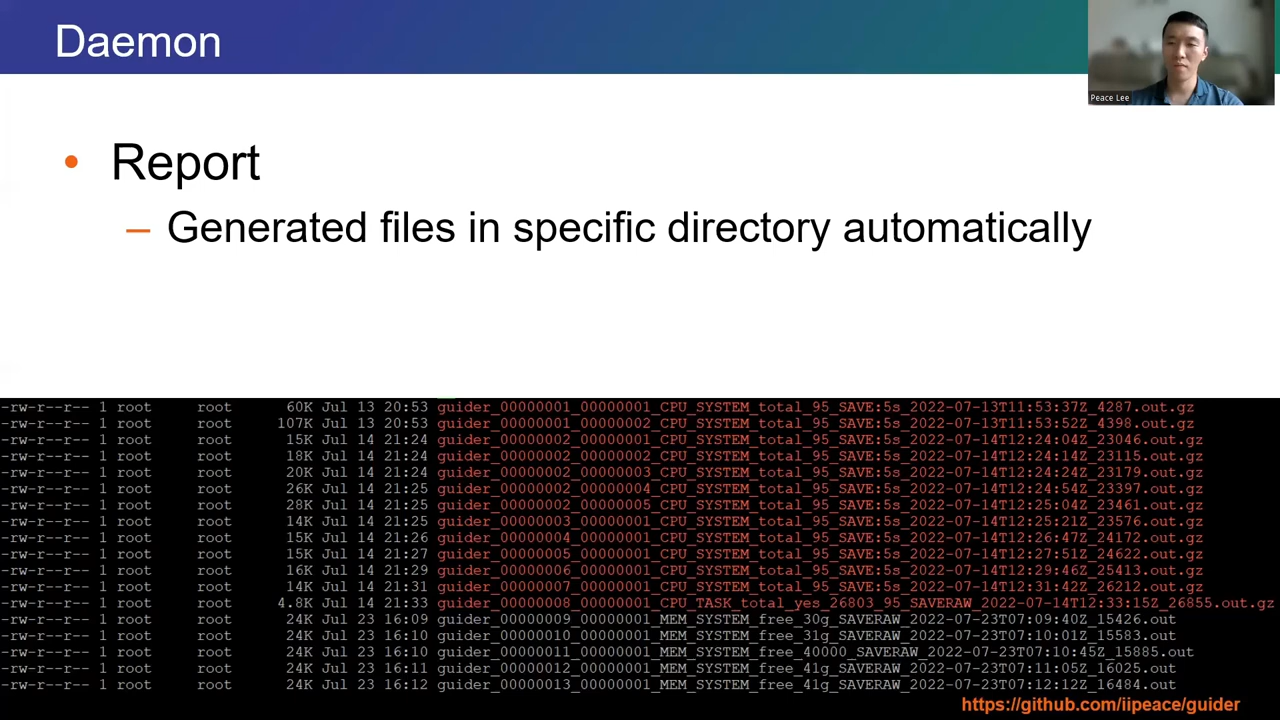 Daemon
Peace Lee
• Report
– Generated files in specific directory automatically
-rw-r--r-- 1 root root 60K Jul 13 20:53 guider_00000001_00000001_CPU_SYSTEM_total_95_SAVE:5s_2022-07-13T11:53:37Z_4287.out.gz
-rw-r--r-- 1 root root 107K Jul 13 20:53 guider_00000001_00000002_CPU_SYSTEM_total_95_SAVE:5s_2022-07-13T11:53:52Z_4398.out.gz
-rw-r--r-- 1 root root 15K Jul 14 21:24 guider_00000002_00000001_CPU_SYSTEM_total_95_SAVE:5s_2022-07-14T12:24:04Z_23046.out.gz
-rw-r--r-- 1 root root 18K Jul 14 21:24 guider_00000002_00000002_CPU_SYSTEM_total_95_SAVE:5s_2022-07-14T12:24:14Z_23115.out.gz
-rw-r--r-- 1 root root 20K Jul 14 21:24 guider_00000002_00000003_CPU_SYSTEM_total_95_SAVE:5s_2022-07-14T12:24:24Z_23179.out.gz
-rw-r--r-- 1 root root 26K Jul 14 21:25 guider_00000002_00000004_CPU_SYSTEM_total_95_SAVE:5s_2022-07-14T12:24:54Z_23397.out.gz
-rw-r--r-- 1 root root 28K Jul 14 21:25 guider_00000002_00000005_CPU_SYSTEM_total_95_SAVE:5s_2022-07-14T12:25:04Z_23461.out.gz
-rw-r--r-- 1 root root 14K Jul 14 21:25 guider_00000003_00000001_CPU_SYSTEM_total_95_SAVE:5s_2022-07-14T12:25:21Z_23576.out.gz
-rw-r--r-- 1 root root 15K Jul 14 21:26 guider_00000004_00000001_CPU_SYSTEM_total_95_SAVE:5s_2022-07-14T12:26:47Z_24172.out.gz
-rw-r--r-- 1 root root 15K Jul 14 21:27 guider_00000005_00000001_CPU_SYSTEM_total_95_SAVE:5s_2022-07-14T12:27:51Z_24622.out.gz
-rw-r--r-- 1 root root 16K Jul 14 21:29 guider_00000006_00000001_CPU_SYSTEM_total_95_SAVE:5s_2022-07-14T12:29:46Z_25413.out.gz
-rw-r--r-- 1 root root 14K Jul 14 21:31 guider_00000007_00000001_CPU_SYSTEM_total_95_SAVE:5s_2022-07-14T12:31:42Z_26212.out.gz
-rw-r--r-- 1 root root 4.8K Jul 14 21:33 guider_00000008_00000001_CPU_TASK_total_yes_26803_95_SAVERAW_2022-07-14T12:33:15Z_26855.out.gz
-rw-r--r-- 1 root root 24K Jul 23 16:09 guider_00000009_00000001_MEM_SYSTEM_free_30g_SAVERAW_2022-07-23T07:09:40Z_15426.out
-rw-r--r-- 1 root root 24K Jul 23 16:10 guider_00000010_00000001_MEM_SYSTEM_free_31g_SAVERAW_2022-07-23T07:10:01Z_15583.out
-rw-r--r-- 1 root root 24K Jul 23 16:10 guider_00000011_00000001_MEM_SYSTEM_free_40000_SAVERAW_2022-07-23T07:10:45Z_15885.out
-rw-r--r-- 1 root root 24K Jul 23 16:11 guider_00000012_00000001_MEM_SYSTEM_free_41g_SAVERAW_2022-07-23T07:11:05Z_16025.out
-rw-r--r-- 1 root root 24K Jul 23 16:12 guider_00000013_00000001_MEM_SYSTEM_free_41g_SAVERAW_2022-07-23T07:12:12Z_16484.out
https://github.com/iipeace/guider